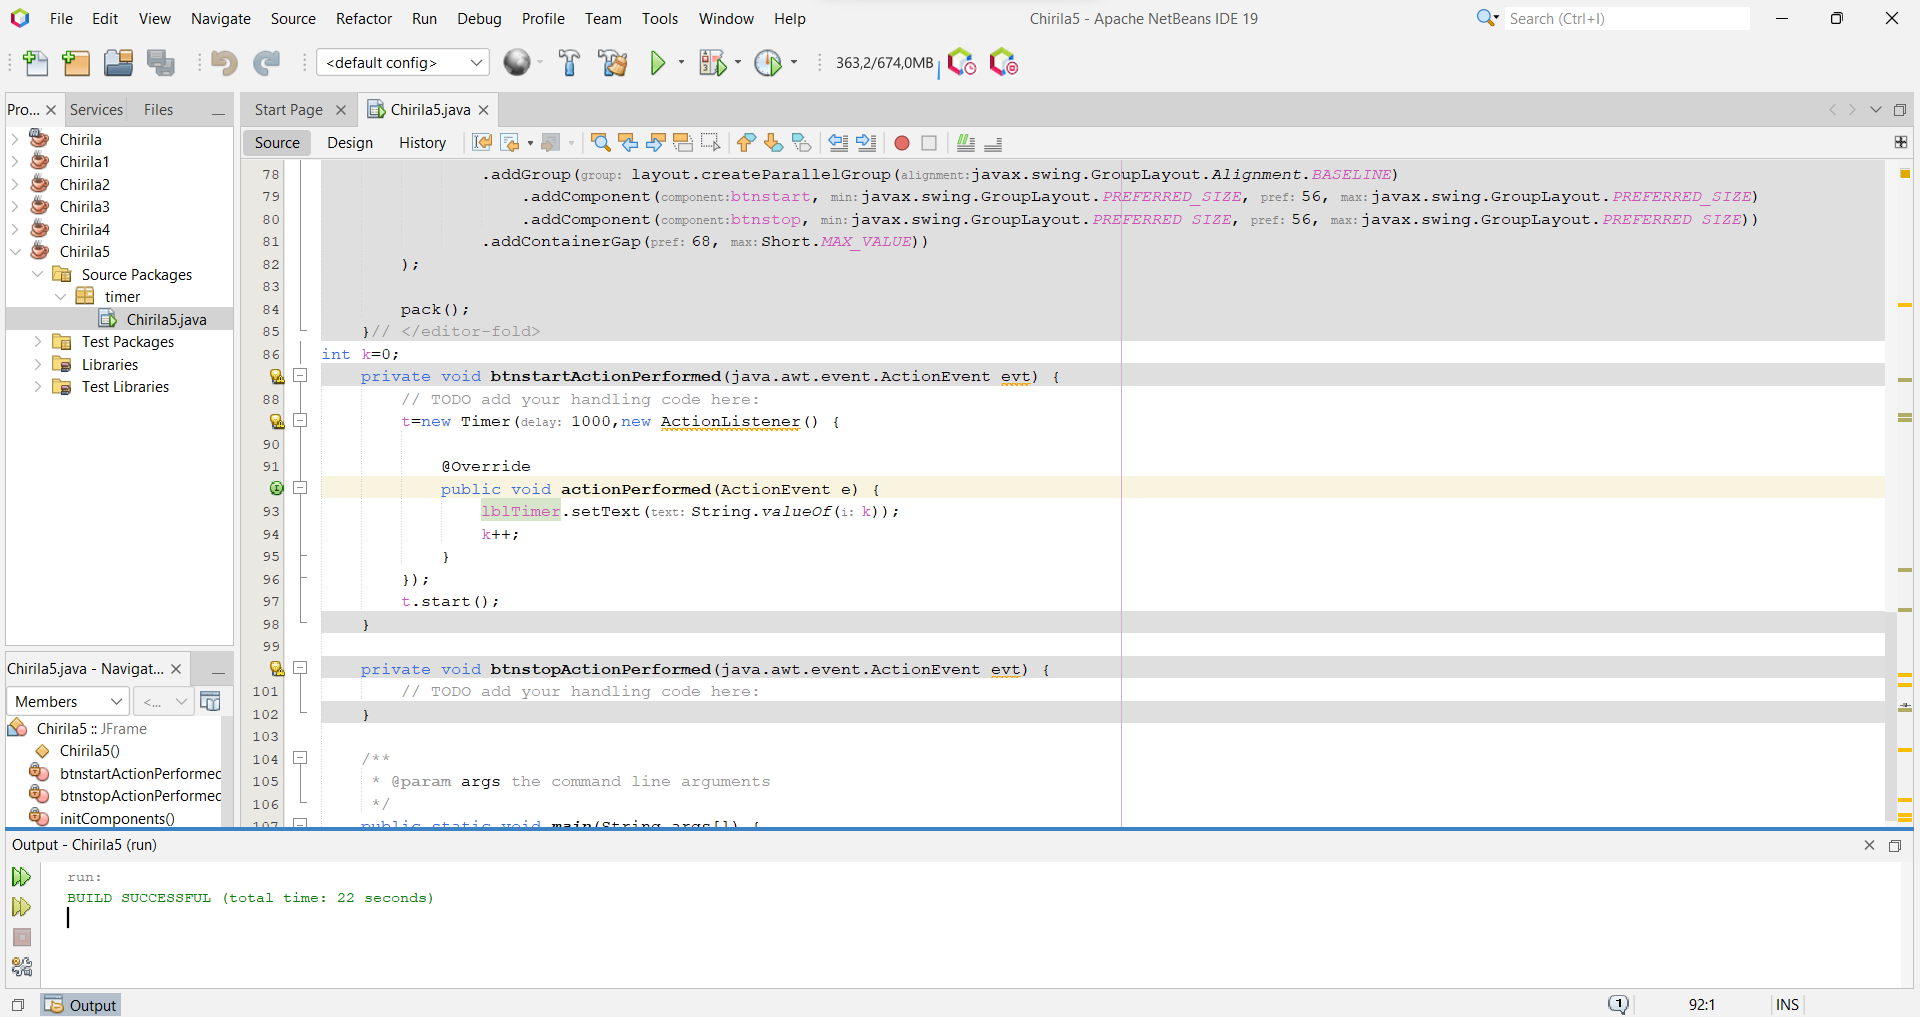 File Edit View Navigate Source Refactor Run Debug Profile Team Tools Window Help
Chirila5 - Apache NetBeans IDE 19
Search (Ctrl+I)
<default config>
363,2/674,0MB
Pro... Services Files
Start Page Chirila5.java
Source Design History
Chirila
Chirila1
Chirila2
Chirila3
Chirila4
Chirila5
Source Packages
timer
Chirila5.java
Test Packages
Libraries
Test Libraries
78 .addGroup(group: layout.createParallelGroup(alignment:javax.swing.GroupLayout.Alignment.BASELINE)
79 .addComponent(component:btnstart, min:javax.swing.GroupLayout.PREFERRED_SIZE, pref: 56, max:javax.swing.GroupLayout.PREFERRED_SIZE)
80 .addComponent(component:btnstop, min:javax.swing.GroupLayout.PREFERRED_SIZE, pref: 56, max:javax.swing.GroupLayout.PREFERRED_SIZE))
81 .addContainerGap(pref: 68, max:Short.MAX_VALUE))
82 );
83
84 pack();
85 }// </editor-fold>
86 int k=0;
private void btnstartActionPerformed(java.awt.event.ActionEvent evt) {
88 // TODO add your handling code here:
t=new Timer(delay: 1000,new ActionListener() {
90
91 @Override
public void actionPerformed(ActionEvent e) {
93 lblTimer.setText(text: String.valueOf(i: k));
94 k++;
95 }
96 });
97 t.start();
98 }
99
private void btnstopActionPerformed(java.awt.event.ActionEvent evt) {
101 // TODO add your handling code here:
102 }
103
104 /**
105 * @param args the command line arguments
106 */
107 public static void main(String args[]) {
Chirila5.java - Navigat...
Members <...
Chirila5 :: JFrame
Chirila5()
btnstartActionPerformed
btnstopActionPerformed
initComponents()
Output - Chirila5 (run)
run:
BUILD SUCCESSFUL (total time: 22 seconds)
Output
1 92:1 INS